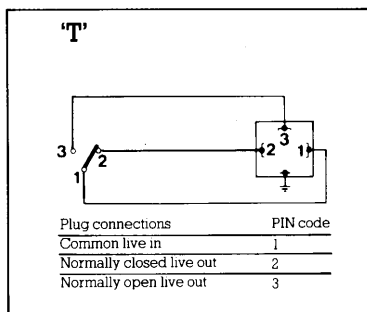 'T'
3
2
1
3
2
1
Plug connections PIN code
Common live in 1
Normally closed live out 2
Normally open live out 3